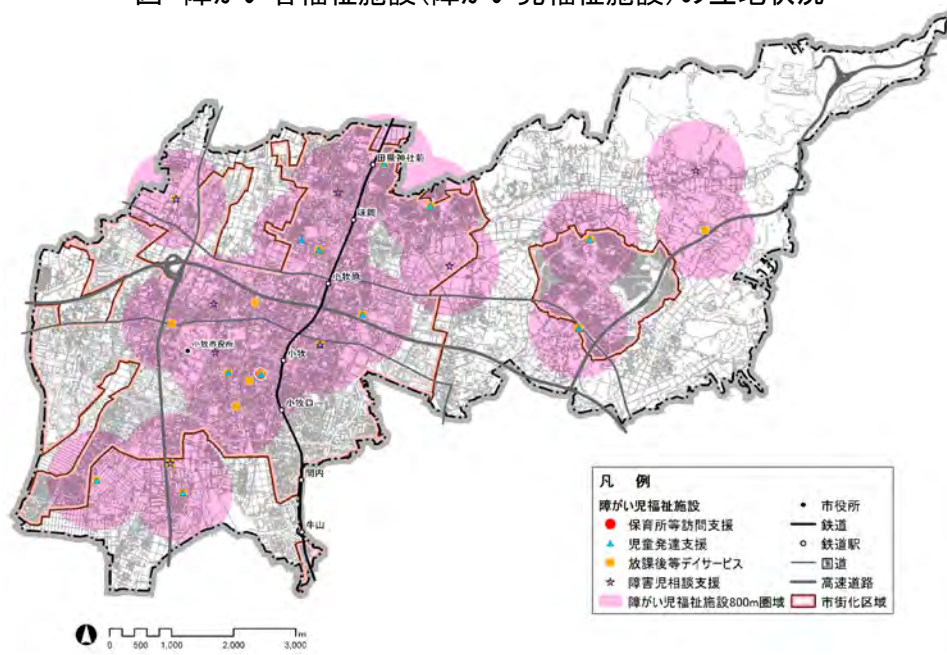 図 障がい者福祉施設(障がい児福祉施設)の立地状況
田県神社前
味岡
小牧原
小牧市役所
小牧
小牧口
間内
牛山
凡 例
障がい児福祉施設
保育所等訪問支援
児童発達支援
放課後等デイサービス
障害児相談支援
障がい児福祉施設800m圏域
市役所
鉄道
鉄道駅
国道
高速道路
市街化区域
0 500 1,000 2,000 3,000 m